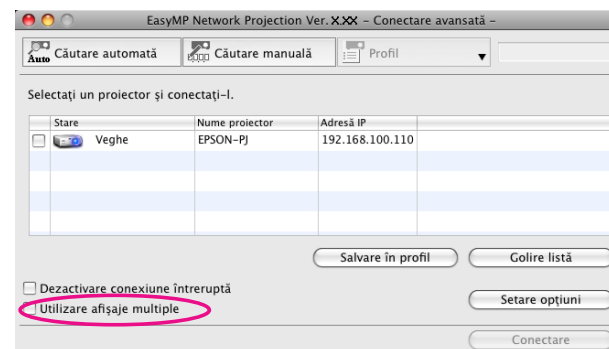 EasyMP Network Projection Ver. X.XX – Conectare avansată –
Auto Căutare automată Căutare manuală Profil
Selectați un proiector și conectați-l.
Stare Nume proiector Adresă IP
Veghe EPSON-PJ 192.168.100.110
Salvare în profil Golire listă
Dezactivare conexiune întreruptă
Setare opțiuni
Utilizare afișaje multiple
Conectare